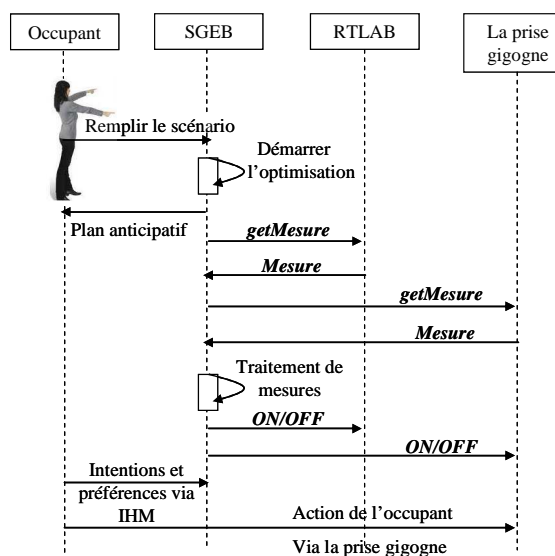 Occupant
SGEB
RTLAB
La prise
gigogne
Remplir le scénario
Démarrer
l'optimisation
Plan anticipatif
getMesure
Mesure
getMesure
Mesure
Traitement de
mesures
ON/OFF
ON/OFF
Intentions et
préférences via
IHM
Action de l'occupant
Via la prise gigogne